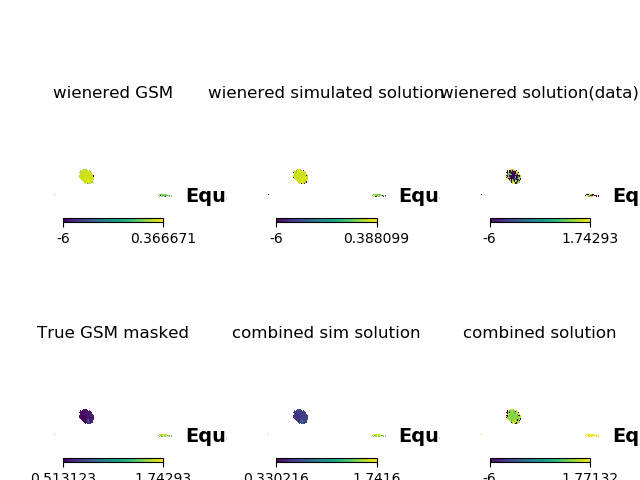 wienered GSM
wienered simulated solution
wienered solution(data)
Equ
Equ
Eq
-6 0.366671
-6 0.388099
-6 1.74293
True GSM masked
combined sim solution
combined solution
Equ
Equ
Eq
0.513123 1.74293
0.330216 1.7416
-6 1.77132